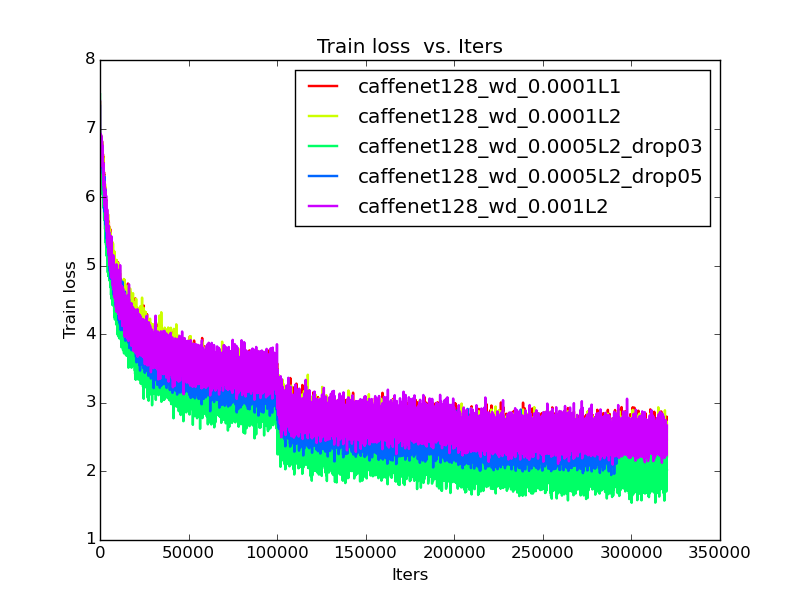 Train loss  vs. Iters
8
7
6
5
4
3
2
1
Train loss
caffenet128_wd_0.0001L1
caffenet128_wd_0.0001L2
caffenet128_wd_0.0005L2_drop03
caffenet128_wd_0.0005L2_drop05
caffenet128_wd_0.001L2
0 50000 100000 150000 200000 250000 300000 350000
Iters